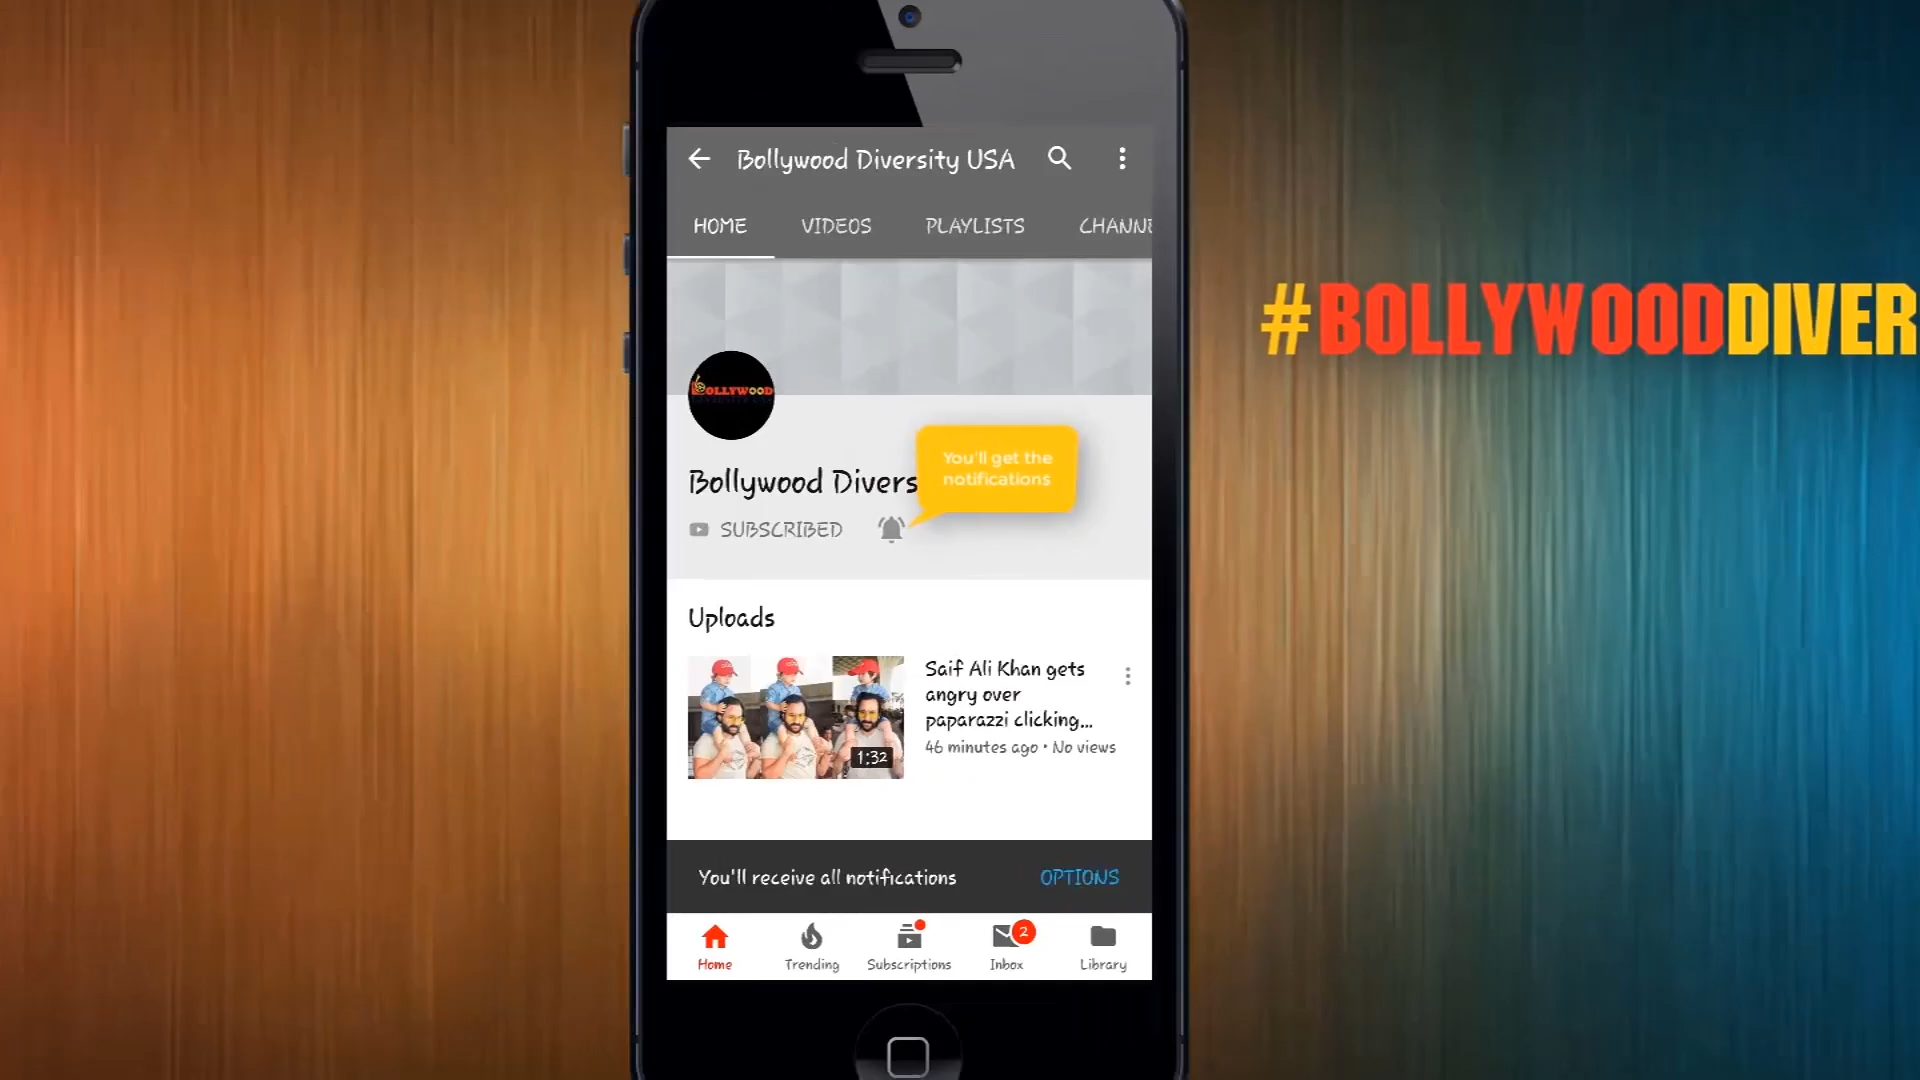 Bollywood Diversity USA
HOME VIDEOS PLAYLISTS CHANNE
#BOLLYWOODDIVER
BOLLYWOOD
You'll get the
notifications
Bollywood Divers
SUBSCRIBED
Uploads
Saif Ali Khan gets
angry over
paparazzi clicking...
46 minutes ago • No views
1:32
You'll receive all notifications OPTIONS
2
Home Trending Subscriptions Inbox Library